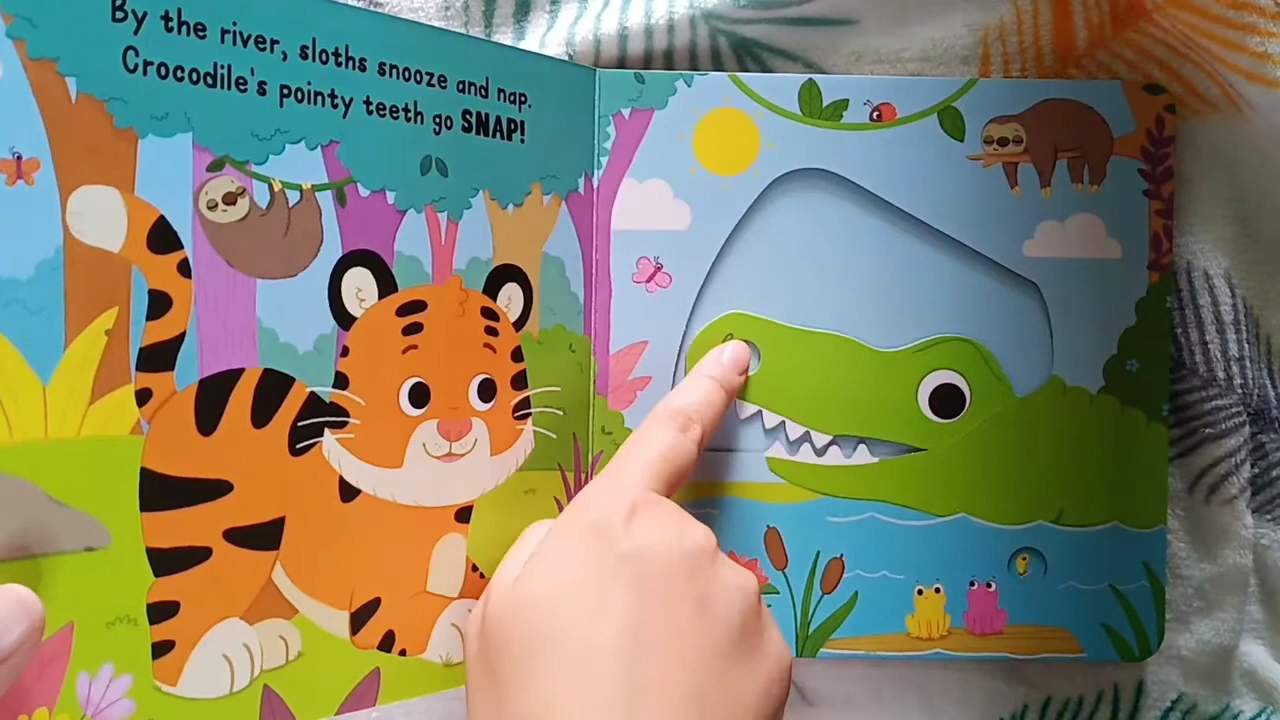 By the river, sloths snooze and nap.
Crocodile's pointy teeth go SNAP!